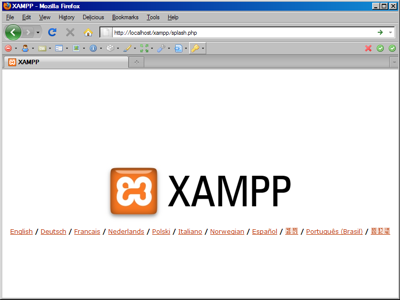 XAMPP - Mozilla Firefox
File Edit View History Delicious Bookmarks Tools Help
http://localhost/xampp/splash.php
XAMPP
XAMPP
English / Deutsch / Francais / Nederlands / Polski / Italiano / Norwegian / Español / / Português (Brasil) /